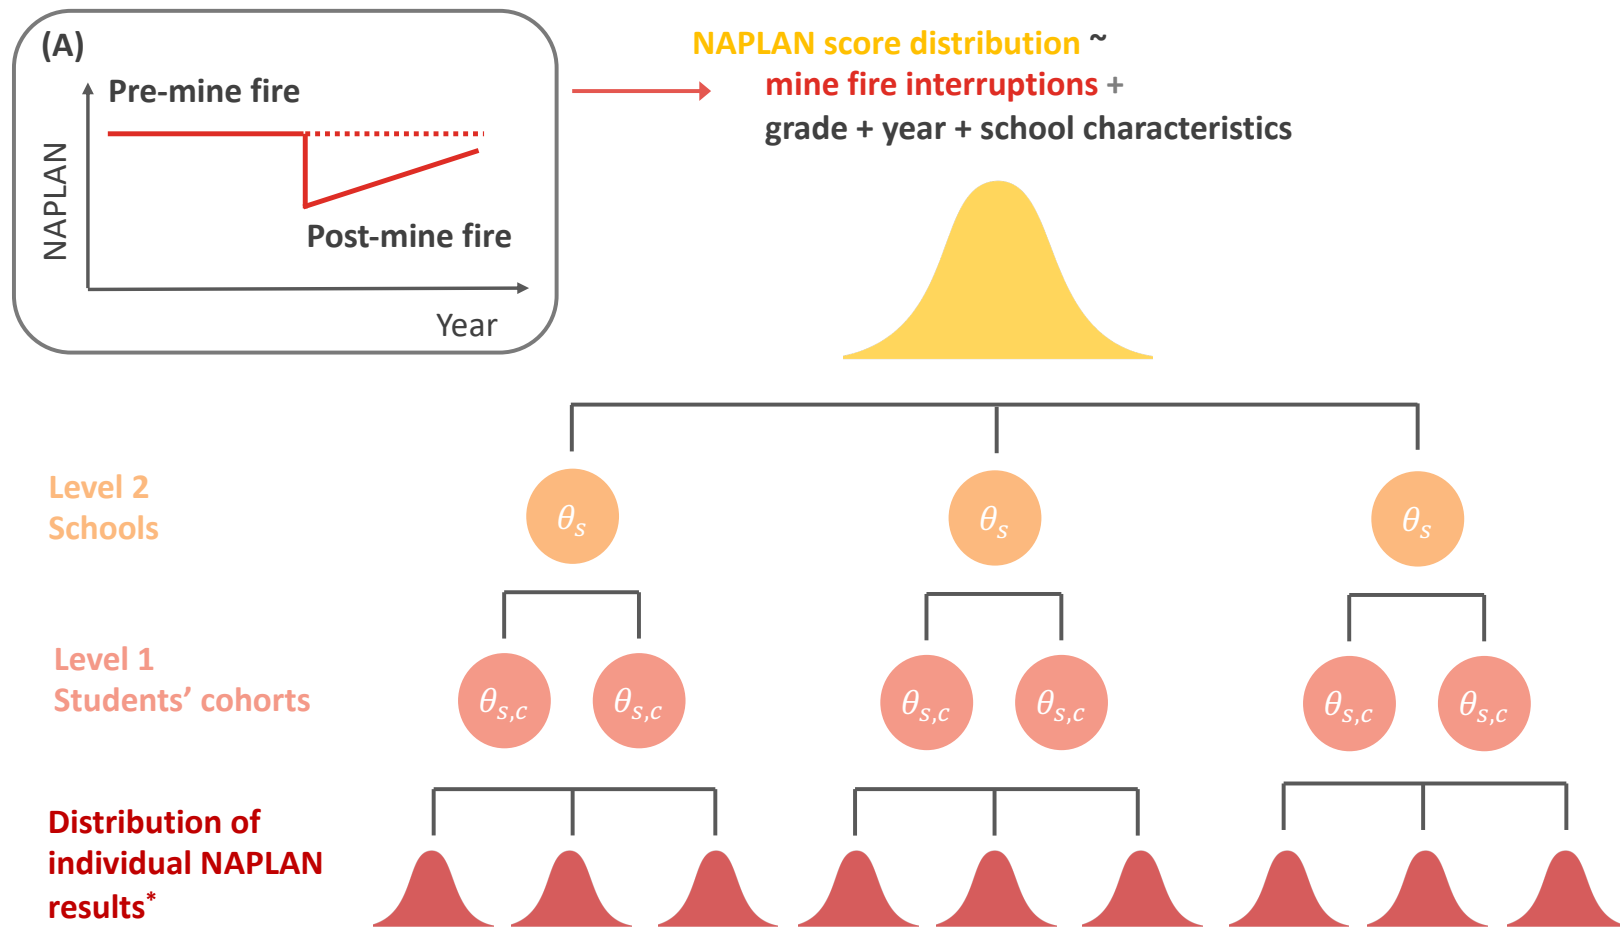 (A)
Pre-mine fire
NAPLAN
Post-mine fire
Year
NAPLAN score distribution ~
mine fire interruptions +
grade + year + school characteristics
Level 2
Schools
θs θs θs
Level 1
Students’ cohorts
θs,c θs,c θs,c θs,c θs,c θs,c
Distribution of
individual NAPLAN
results*